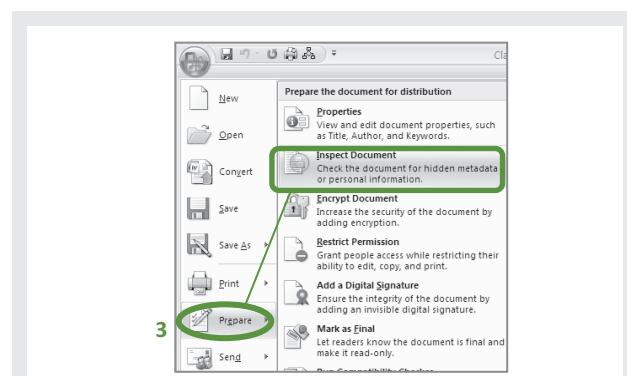 Cla
New
Open
Convert
Save
Save As
Print
3
Prepare
Send
Prepare the document for distribution
Properties
View and edit document properties, such
as Title, Author, and Keywords.
Inspect Document
Check the document for hidden metadata
or personal information.
Encrypt Document
Increase the security of the document by
adding encryption.
Restrict Permission
Grant people access while restricting their
ability to edit, copy, and print.
Add a Digital Signature
Ensure the integrity of the document by
adding an invisible digital signature.
Mark as Final
Let readers know the document is final and
make it read-only.
Run Compatibility Checker